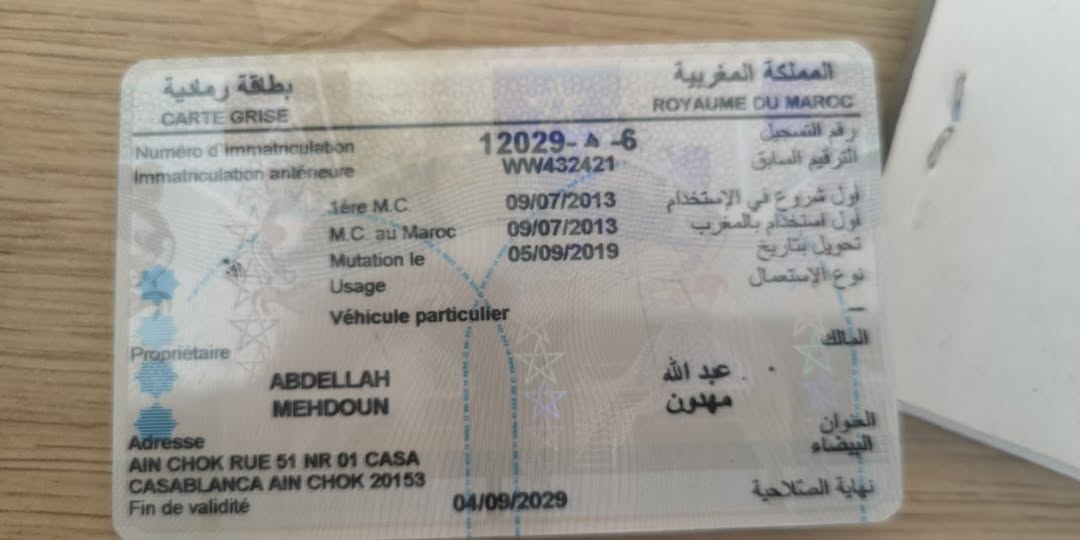 بطاقة رمادية
المملكة المغربية
CARTE GRISE
ROYAUME DU MAROC
Numéro d'immatriculation 12029- ه -6 رقم التسجيل
Immatriculation antérieure WW432421 الترقيم السابق
1ère M.C. 09/07/2013 أول شروع في الإستخدام
M.C. au Maroc 09/07/2013 أول استخدام بالمغرب
Mutation le 05/09/2019 تحويل بتاريخ
Usage نوع الإستعمال
Véhicule particulier —
Propriétaire المالك
ABDELLAH عبد الله
MEHDOUN مهدون
العنوان
Adresse البيضاء
AIN CHOK RUE 51 NR 01 CASA
CASABLANCA AIN CHOK 20153
Fin de validité 04/09/2029 نهاية الصلاحية